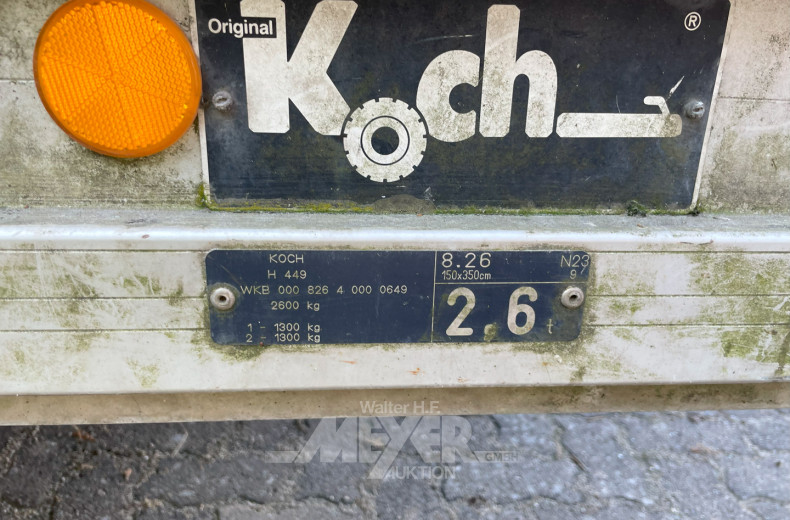 Original
Koch
®
KOCH
H 449
WKB 000 826 4 000 0649
2600 kg
1 - 1300 kg
2 - 1300 kg
8.26
150x350cm
N23
97
2.6 t
Walter H.F.
MEYER
GMBH
AUKTION